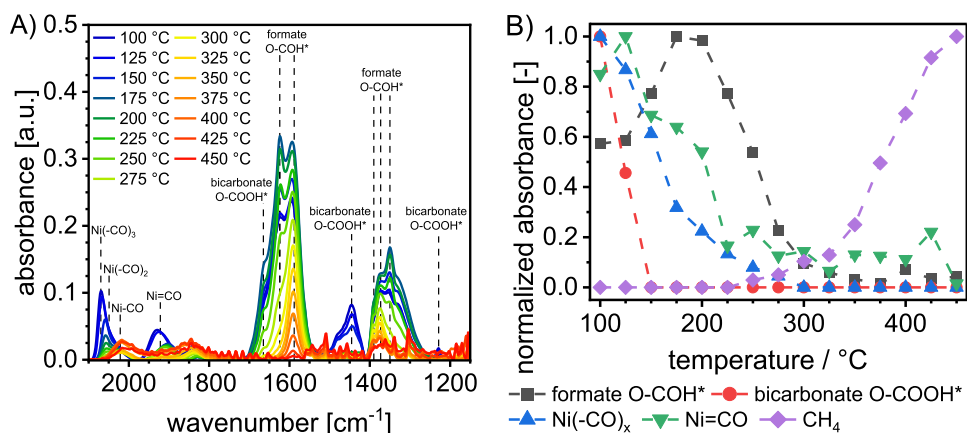 A)
0.5
0.4
0.3
0.2
0.1
0.0
absorbance [a.u.]
100 °C
125 °C
150 °C
175 °C
200 °C
225 °C
250 °C
275 °C
300 °C
325 °C
350 °C
375 °C
400 °C
425 °C
450 °C
formate
O-COH*
formate
O-COH*
bicarbonate
O-COOH*
bicarbonate
O-COOH*
bicarbonate
O-COOH*
Ni(-CO)₃
Ni(-CO)₂
Ni-CO
Ni=CO
2000 1800 1600 1400 1200
wavenumber [cm⁻¹]
B)
1.0
0.8
0.6
0.4
0.2
0.0
normalized absorbance [-]
100 200 300 400
temperature / °C
formate O-COH* bicarbonate O-COOH*
Ni(-CO)ₓ Ni=CO CH₄